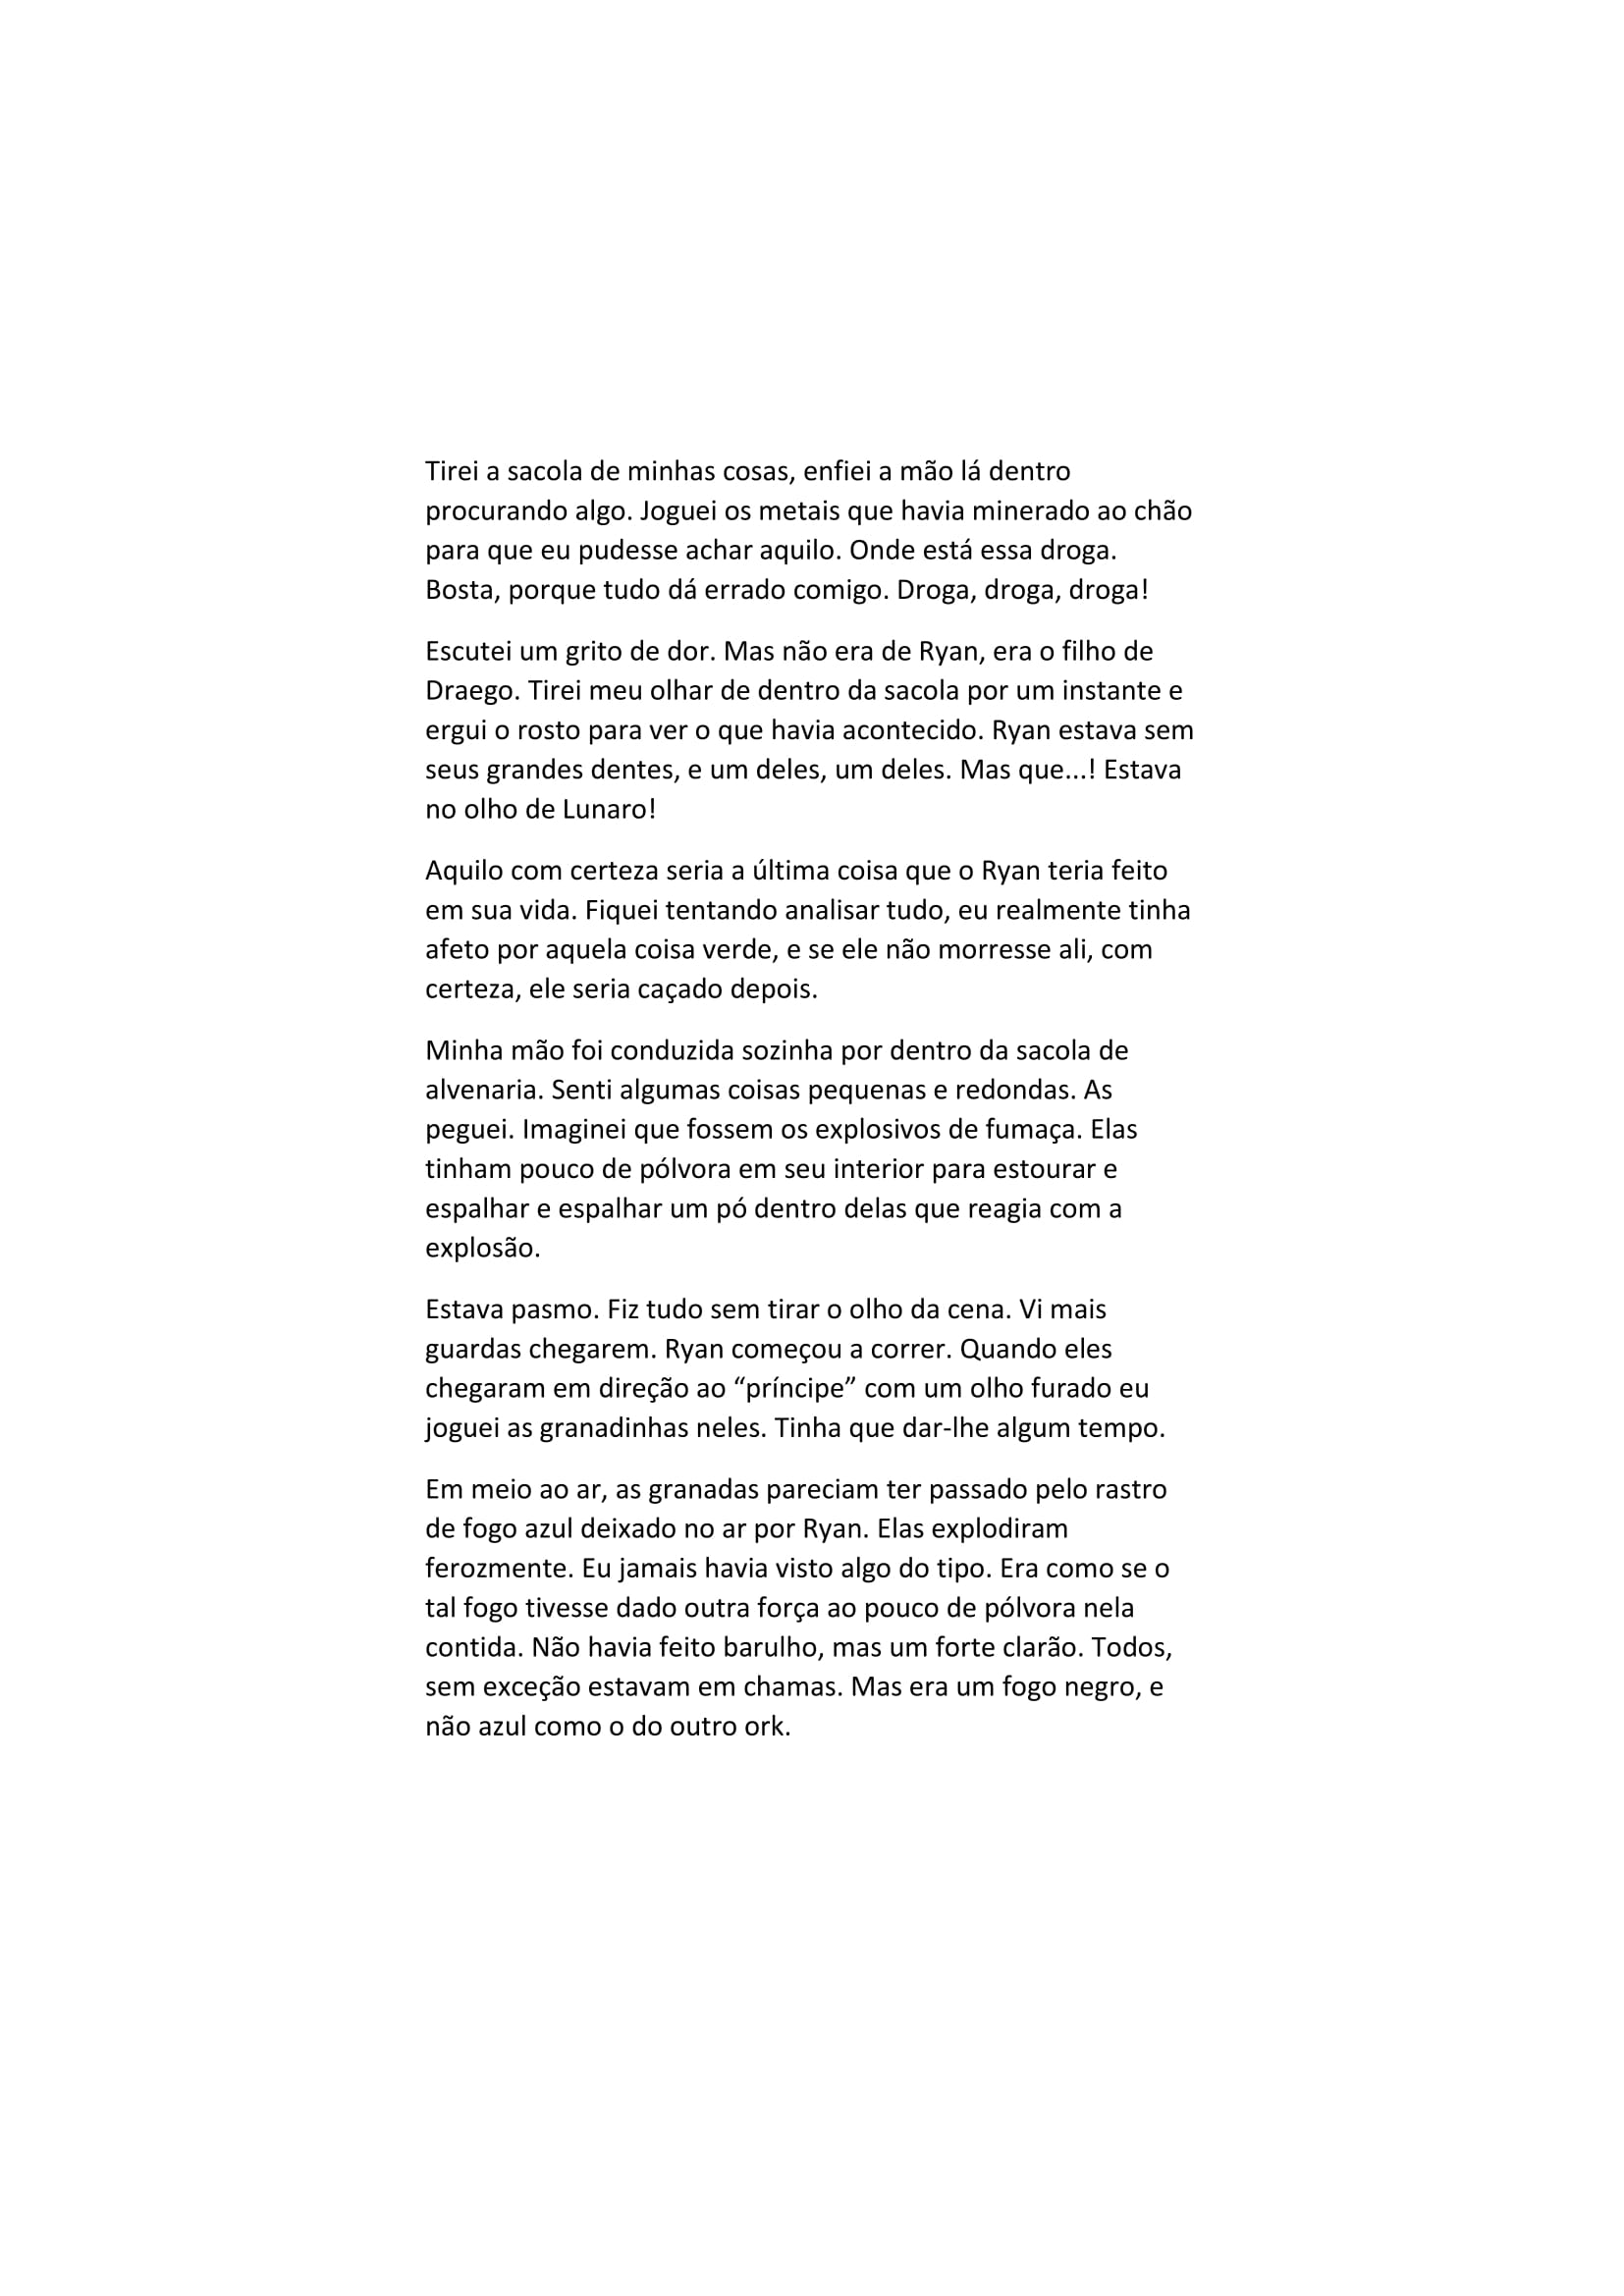 Tirei a sacola de minhas cosas, enfiei a mão lá dentro
procurando algo. Joguei os metais que havia minerado ao chão
para que eu pudesse achar aquilo. Onde está essa droga.
Bosta, porque tudo dá errado comigo. Droga, droga, droga!
Escutei um grito de dor. Mas não era de Ryan, era o filho de
Draego. Tirei meu olhar de dentro da sacola por um instante e
ergui o rosto para ver o que havia acontecido. Ryan estava sem
seus grandes dentes, e um deles, um deles. Mas que...! Estava
no olho de Lunaro!
Aquilo com certeza seria a última coisa que o Ryan teria feito
em sua vida. Fiquei tentando analisar tudo, eu realmente tinha
afeto por aquela coisa verde, e se ele não morresse ali, com
certeza, ele seria caçado depois.
Minha mão foi conduzida sozinha por dentro da sacola de
alvenaria. Senti algumas coisas pequenas e redondas. As
peguei. Imaginei que fossem os explosivos de fumaça. Elas
tinham pouco de pólvora em seu interior para estourar e
espalhar e espalhar um pó dentro delas que reagia com a
explosão.
Estava pasmo. Fiz tudo sem tirar o olho da cena. Vi mais
guardas chegarem. Ryan começou a correr. Quando eles
chegaram em direção ao “príncipe” com um olho furado eu
joguei as granadinhas neles. Tinha que dar-lhe algum tempo.
Em meio ao ar, as granadas pareciam ter passado pelo rastro
de fogo azul deixado no ar por Ryan. Elas explodiram
ferozmente. Eu jamais havia visto algo do tipo. Era como se o
tal fogo tivesse dado outra força ao pouco de pólvora nela
contida. Não havia feito barulho, mas um forte clarão. Todos,
sem exceção estavam em chamas. Mas era um fogo negro, e
não azul como o do outro ork.